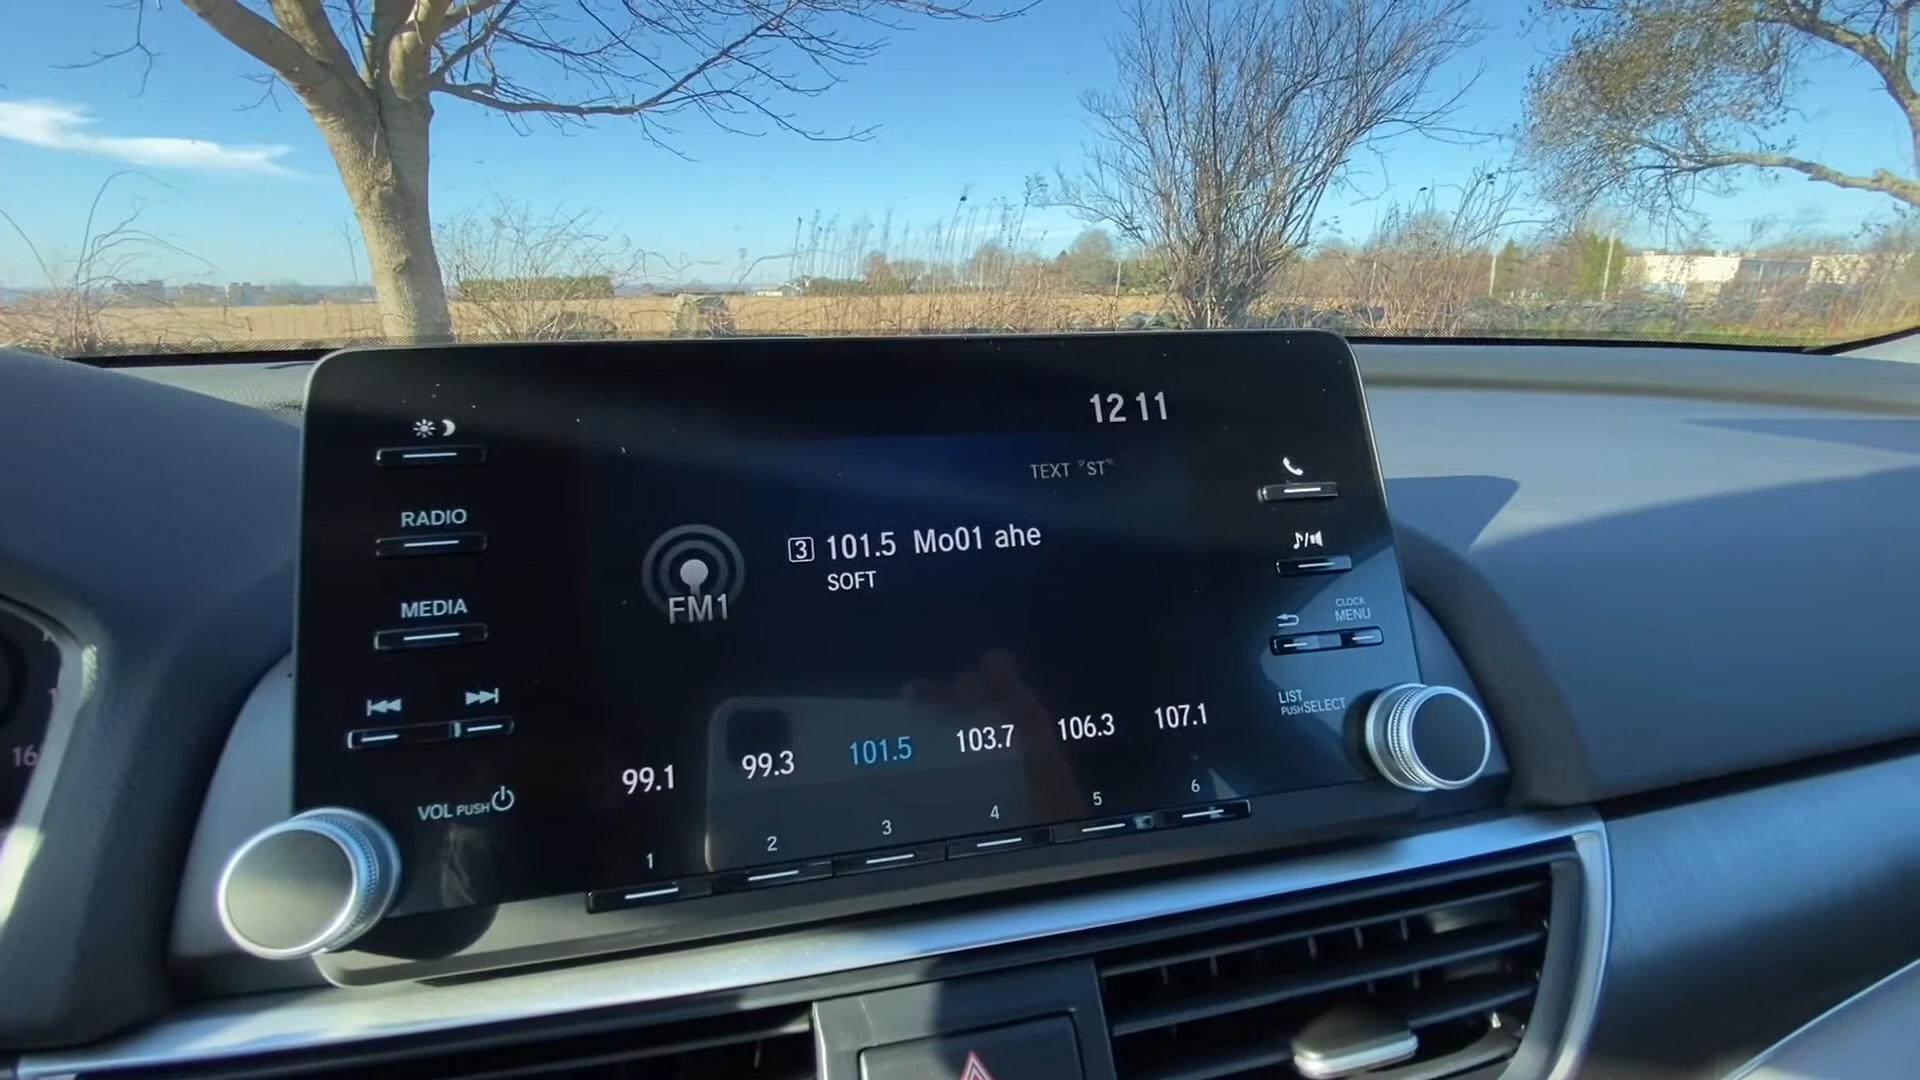 12 11
TEXT "ST"
RADIO
MEDIA
3 101.5 Mo01 ahe
SOFT
FM1
CLOCK
MENU
LIST
PUSH SELECT
VOL PUSH
99.1 99.3 101.5 103.7 106.3 107.1
1 2 3 4 5 6
16